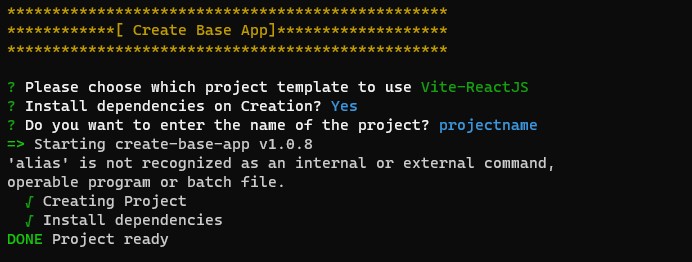 *************************************************
************[ Create Base App]*******************
*************************************************
? Please choose which project template to use Vite-ReactJS
? Install dependencies on Creation? Yes
? Do you want to enter the name of the project? projectname
=> Starting create-base-app v1.0.8
'alias' is not recognized as an internal or external command,
operable program or batch file.
√ Creating Project
√ Install dependencies
DONE Project ready